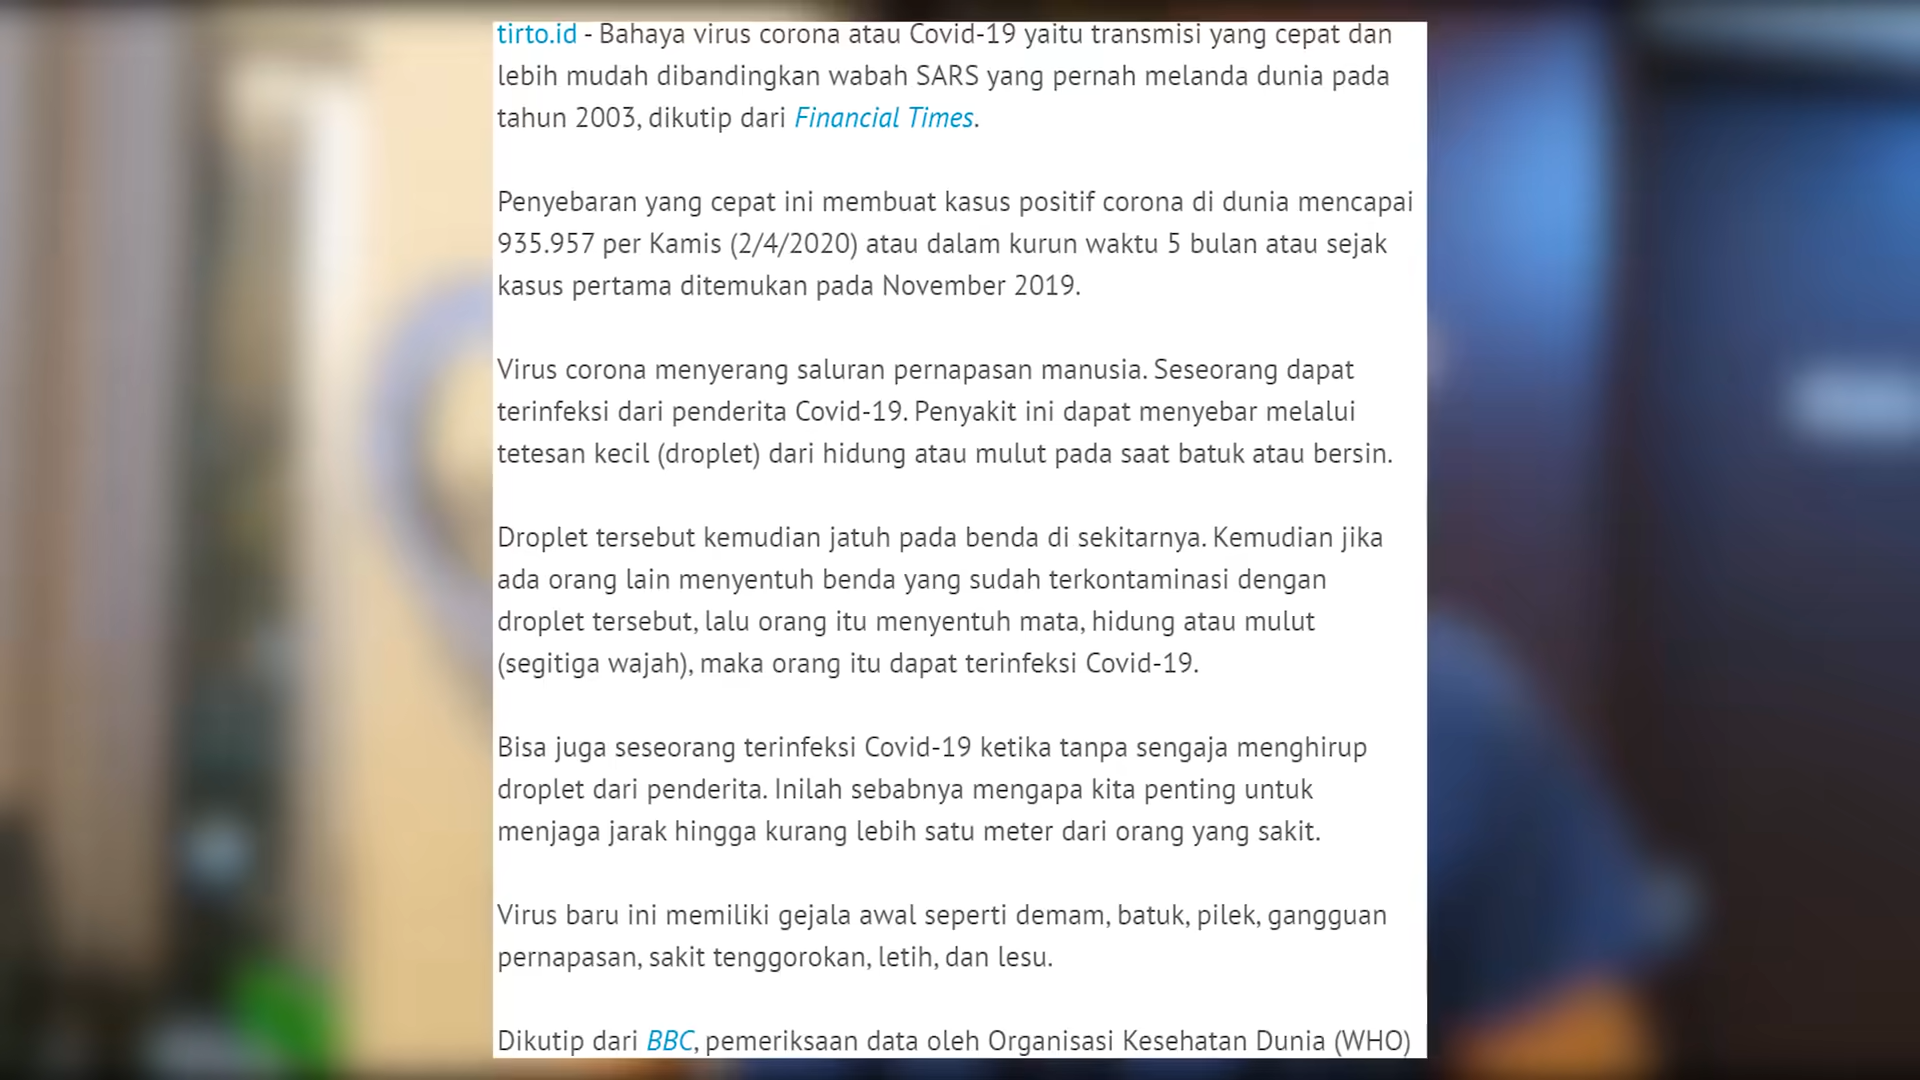 tirto.id - Bahaya virus corona atau Covid-19 yaitu transmisi yang cepat dan
lebih mudah dibandingkan wabah SARS yang pernah melanda dunia pada
tahun 2003, dikutip dari Financial Times.
Penyebaran yang cepat ini membuat kasus positif corona di dunia mencapai
935.957 per Kamis (2/4/2020) atau dalam kurun waktu 5 bulan atau sejak
kasus pertama ditemukan pada November 2019.
Virus corona menyerang saluran pernapasan manusia. Seseorang dapat
terinfeksi dari penderita Covid-19. Penyakit ini dapat menyebar melalui
tetesan kecil (droplet) dari hidung atau mulut pada saat batuk atau bersin.
Droplet tersebut kemudian jatuh pada benda di sekitarnya. Kemudian jika
ada orang lain menyentuh benda yang sudah terkontaminasi dengan
droplet tersebut, lalu orang itu menyentuh mata, hidung atau mulut
(segitiga wajah), maka orang itu dapat terinfeksi Covid-19.
Bisa juga seseorang terinfeksi Covid-19 ketika tanpa sengaja menghirup
droplet dari penderita. Inilah sebabnya mengapa kita penting untuk
menjaga jarak hingga kurang lebih satu meter dari orang yang sakit.
Virus baru ini memiliki gejala awal seperti demam, batuk, pilek, gangguan
pernapasan, sakit tenggorokan, letih, dan lesu.
Dikutip dari BBC, pemeriksaan data oleh Organisasi Kesehatan Dunia (WHO)